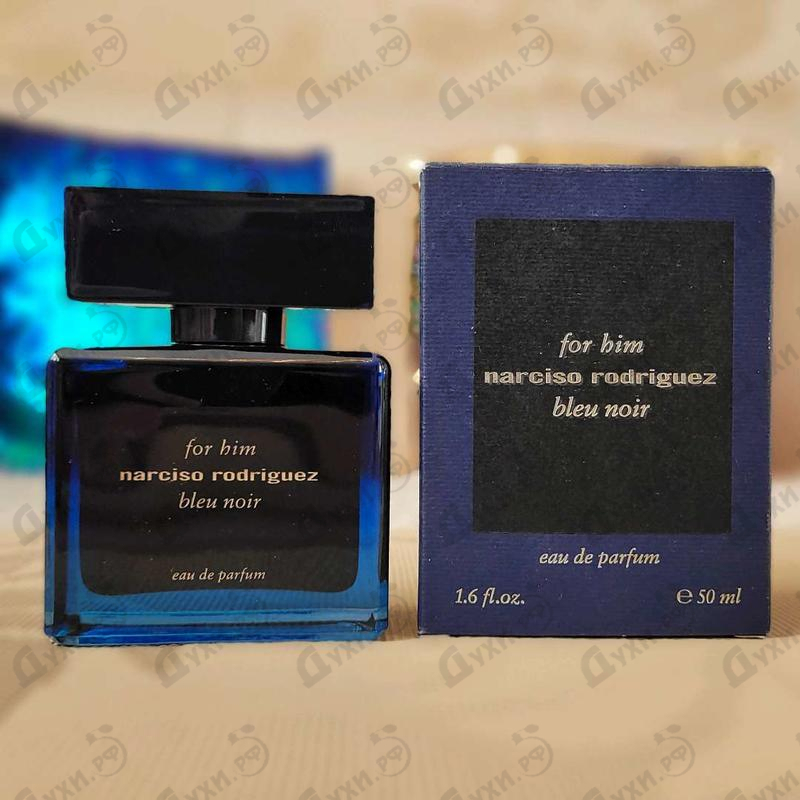 for him
narciso rodriguez
bleu noir
eau de parfum
for him
narciso rodriguez
bleu noir
eau de parfum
1.6 fl.oz.
℮ 50 ml
Духи.РФ